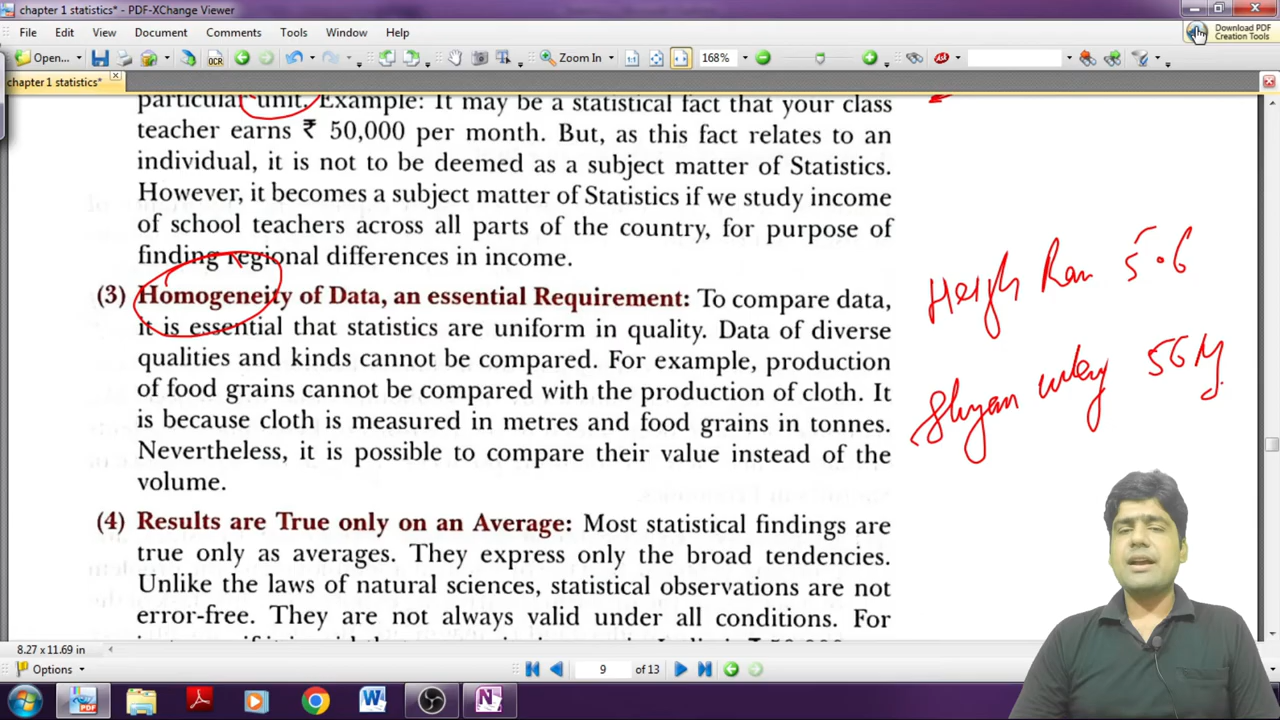 chapter 1 statistics* - PDF-XChange Viewer
File Edit View Document Comments Tools Window Help
Download PDF
Creation Tools
Open... OCR Zoom In 168%
chapter 1 statistics*
particular unit. Example: It may be a statistical fact that your class
teacher earns ₹ 50,000 per month. But, as this fact relates to an
individual, it is not to be deemed as a subject matter of Statistics.
However, it becomes a subject matter of Statistics if we study income
of school teachers across all parts of the country, for purpose of
finding regional differences in income.
(3) Homogeneity of Data, an essential Requirement: To compare data,
it is essential that statistics are uniform in quality. Data of diverse
qualities and kinds cannot be compared. For example, production
of food grains cannot be compared with the production of cloth. It
is because cloth is measured in metres and food grains in tonnes.
Nevertheless, it is possible to compare their value instead of the
volume.
(4) Results are True only on an Average: Most statistical findings are
true only as averages. They express only the broad tendencies.
Unlike the laws of natural sciences, statistical observations are not
error-free. They are not always valid under all conditions. For
Heigh Ram 5.6
Shyam 56
8.27 x 11.69 in
Options 9 of 13